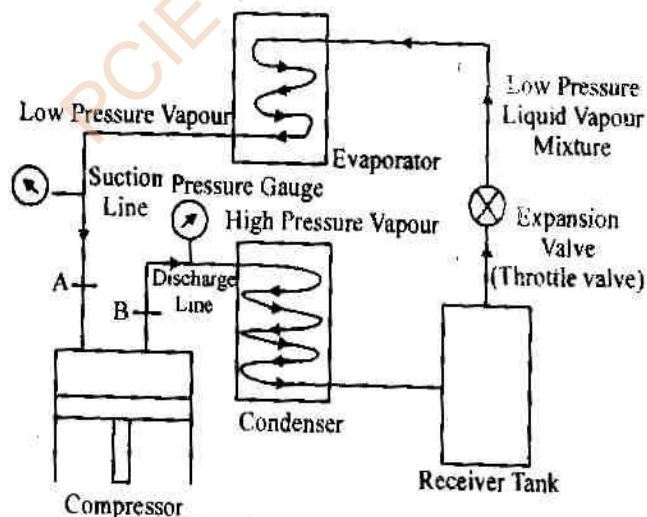 PCIE
Low Pressure Vapour
Evaporator
Low Pressure
Liquid Vapour
Mixture
Suction
Line
Pressure Gauge
High Pressure Vapour
Expansion
Valve
(Throttle valve)
A
B
Discharge
Line
Condenser
Receiver Tank
Compressor